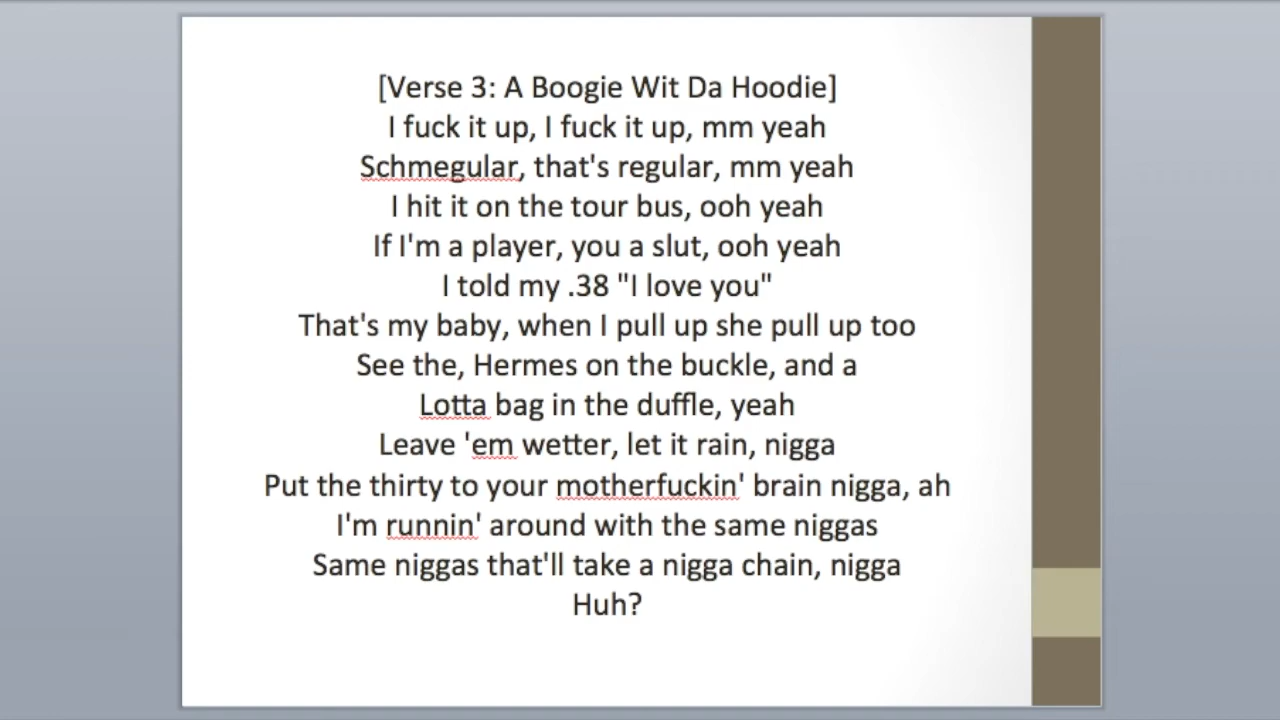 [Verse 3: A Boogie Wit Da Hoodie]
I fuck it up, I fuck it up, mm yeah
Schmegular, that's regular, mm yeah
I hit it on the tour bus, ooh yeah
If I'm a player, you a slut, ooh yeah
I told my .38 "I love you"
That's my baby, when I pull up she pull up too
See the, Hermes on the buckle, and a
Lotta bag in the duffle, yeah
Leave 'em wetter, let it rain, nigga
Put the thirty to your motherfuckin' brain nigga, ah
I'm runnin' around with the same niggas
Same niggas that'll take a nigga chain, nigga
Huh?